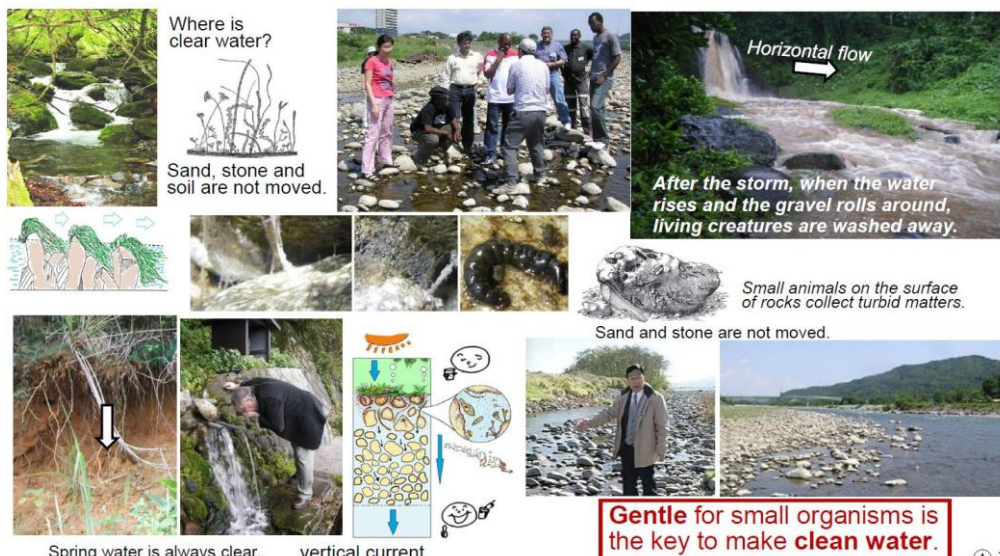 Where is
clear water?
Sand, stone and
soil are not moved.
Horizontal flow
After the storm, when the water
rises and the gravel rolls around,
living creatures are washed away.
Small animals on the surface
of rocks collect turbid matters.
Sand and stone are not moved.
Spring water is always clear.
vertical current
Gentle for small organisms is
the key to make clean water.